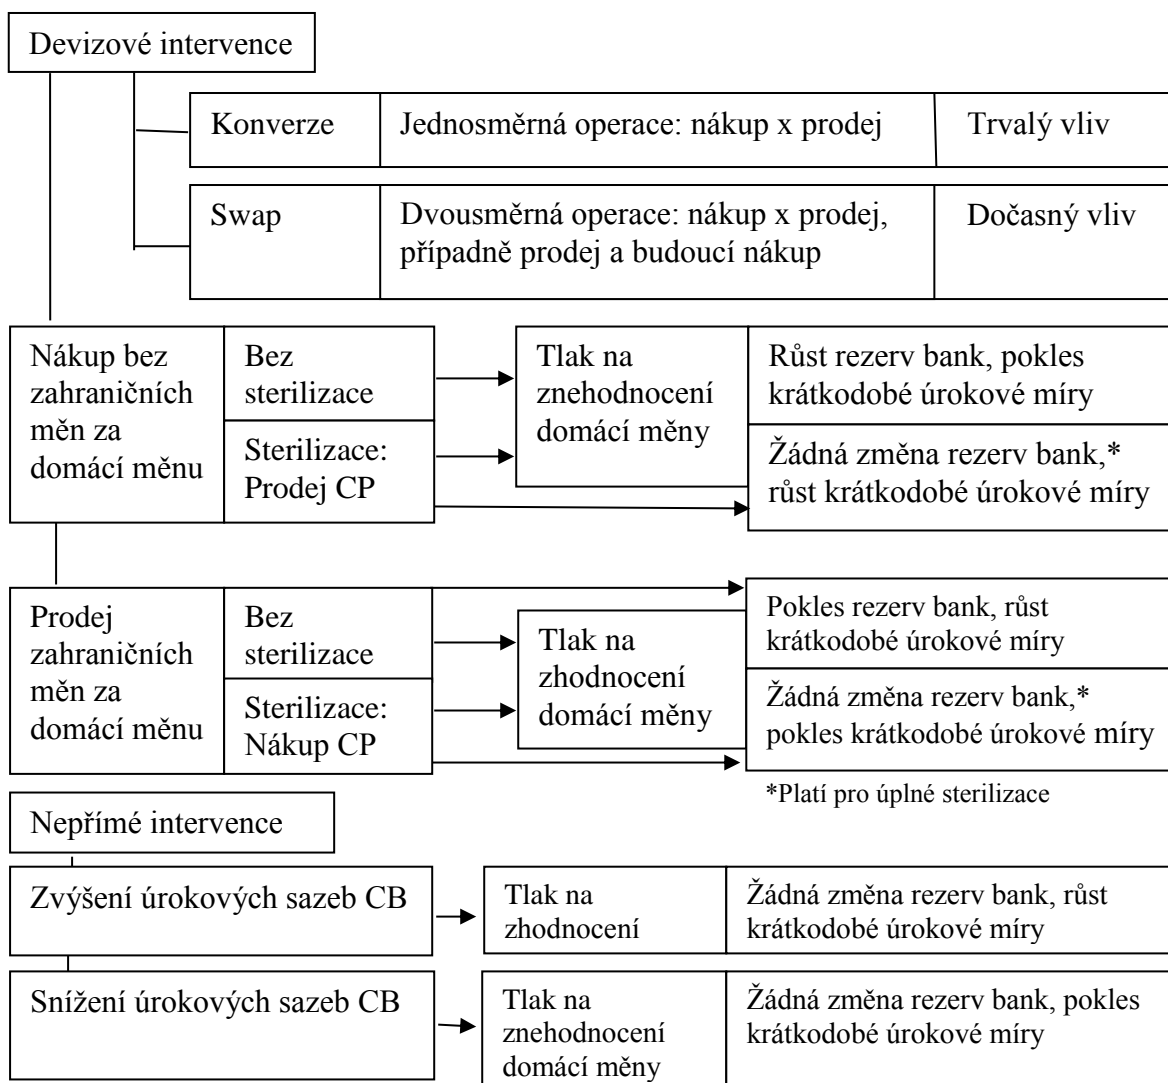 Devizové intervence
Konverze
Jednosměrná operace: nákup x prodej
Trvalý vliv
Swap
Dvousměrná operace: nákup x prodej,
případně prodej a budoucí nákup
Dočasný vliv
Nákup bez
zahraničních
měn za
domácí měnu
Bez
sterilizace
Sterilizace:
Prodej CP
Tlak na
znehodnocení
domácí měny
Růst rezerv bank, pokles
krátkodobé úrokové míry
Žádná změna rezerv bank,*
růst krátkodobé úrokové míry
Prodej
zahraničních
měn za
domácí měnu
Bez
sterilizace
Sterilizace:
Nákup CP
Tlak na
zhodnocení
domácí měny
Pokles rezerv bank, růst
krátkodobé úrokové míry
Žádná změna rezerv bank,*
pokles krátkodobé úrokové míry
*Platí pro úplné sterilizace
Nepřímé intervence
Zvýšení úrokových sazeb CB
Tlak na
zhodnocení
Žádná změna rezerv bank, růst
krátkodobé úrokové míry
Snížení úrokových sazeb CB
Tlak na
znehodnocení
domácí měny
Žádná změna rezerv bank, pokles
krátkodobé úrokové míry